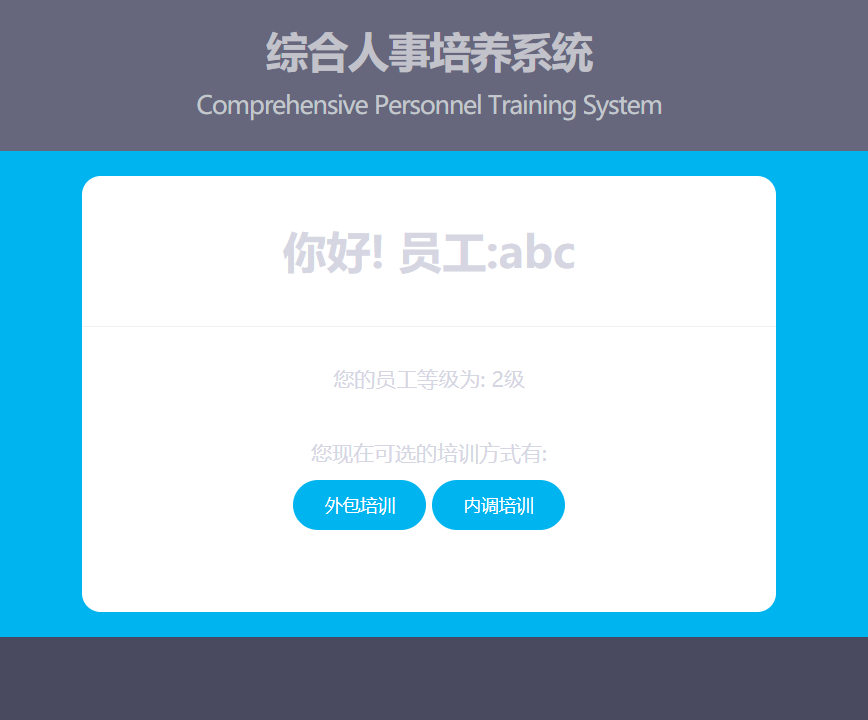 综合人事培养系统
Comprehensive Personnel Training System
你好! 员工:abc
您的员工等级为: 2级
您现在可选的培训方式有:
外包培训 内调培训